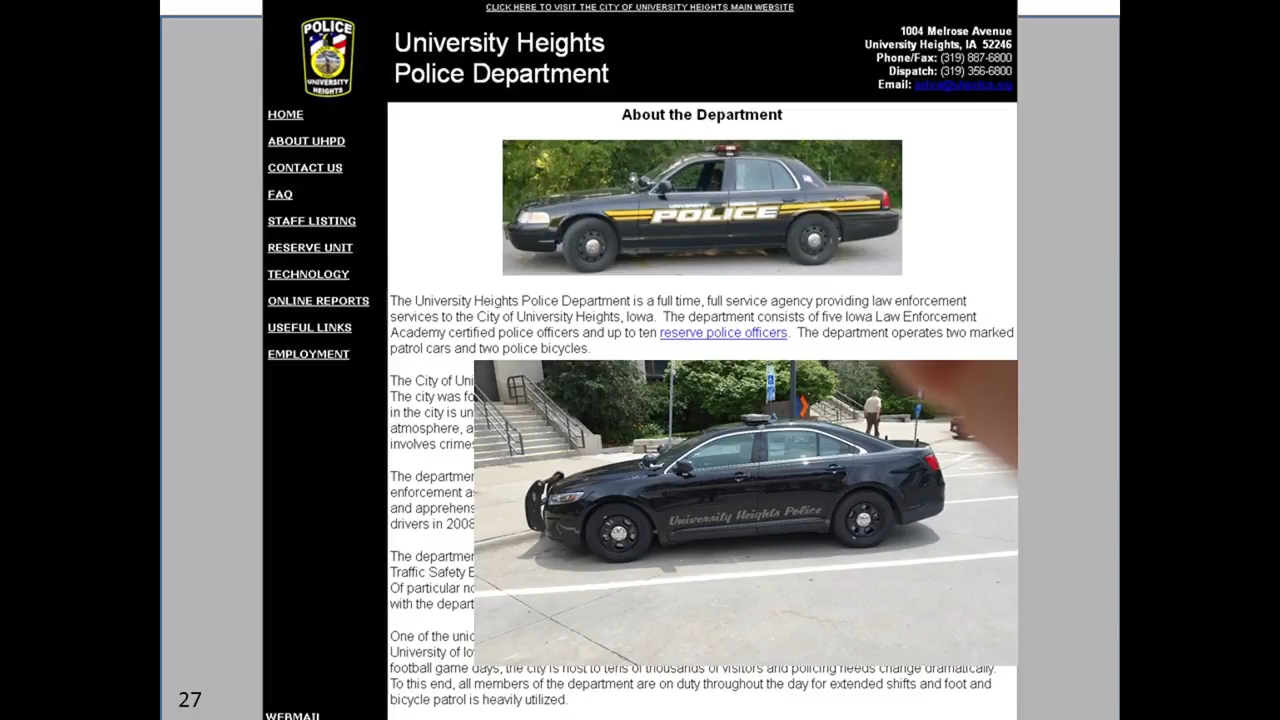 CLICK HERE TO VISIT THE CITY OF UNIVERSITY HEIGHTS MAIN WEBSITE
POLICE
UNIVERSITY
HEIGHTS
University Heights
Police Department
1004 Melrose Avenue
University Heights, IA 52246
Phone/Fax: (319) 887-6800
Dispatch: (319) 356-6800
Email:
HOME
ABOUT UHPD
CONTACT US
FAQ
STAFF LISTING
RESERVE UNIT
TECHNOLOGY
ONLINE REPORTS
USEFUL LINKS
EMPLOYMENT
WEBMAIL
About the Department
UNIVERSITY HEIGHTS
POLICE
The University Heights Police Department is a full time, full service agency providing law enforcement
services to the City of University Heights, Iowa. The department consists of five Iowa Law Enforcement
Academy certified police officers and up to ten reserve police officers. The department operates two marked
patrol cars and two police bicycles.
The City of Uni
The city was fo
in the city is un
atmosphere, a
involves crime
The departmen
enforcement a
and apprehens
drivers in 2008
The departmen
Traffic Safety E
Of particular no
with the depart
One of the uniq
University of Io
football game days, the city is host to tens of thousands of visitors and policing needs change dramatically.
To this end, all members of the department are on duty throughout the day for extended shifts and foot and
bicycle patrol is heavily utilized.
University Heights Police
27